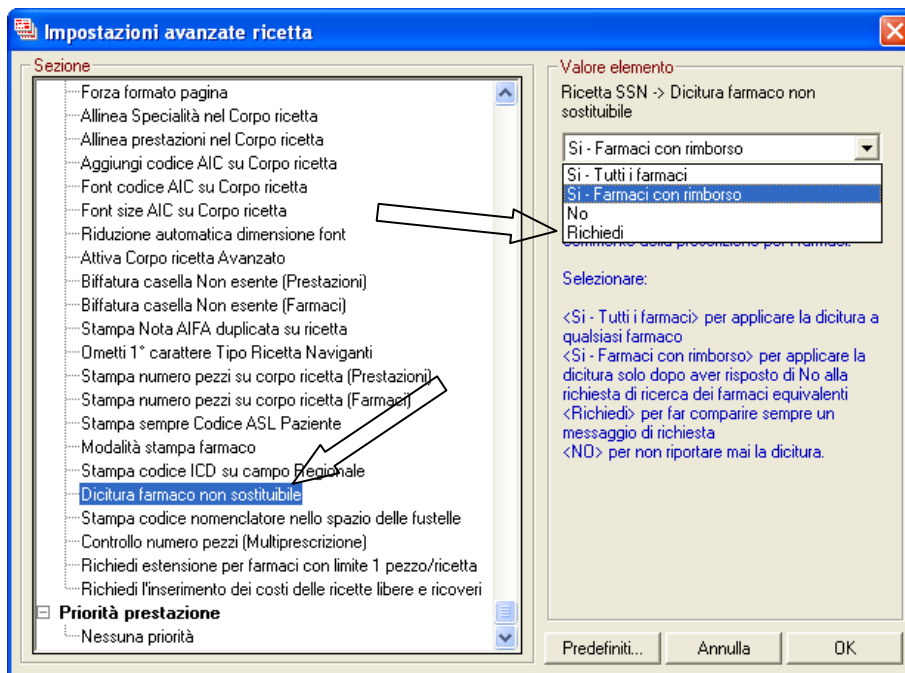 Impostazioni avanzate ricetta
Sezione
Forza formato pagina
Allinea Specialità nel Corpo ricetta
Allinea prestazioni nel Corpo ricetta
Aggiungi codice AIC su Corpo ricetta
Font codice AIC su Corpo ricetta
Font size AIC su Corpo ricetta
Riduzione automatica dimensione font
Attiva Corpo ricetta Avanzato
Biffatura casella Non esente (Prestazioni)
Biffatura casella Non esente (Farmaci)
Stampa Nota AIFA duplicata su ricetta
Ometti 1° carattere Tipo Ricetta Naviganti
Stampa numero pezzi su corpo ricetta (Prestazioni)
Stampa numero pezzi su corpo ricetta (Farmaci)
Stampa sempre Codice ASL Paziente
Modalità stampa farmaco
Stampa codice ICD su campo Regionale
Dicitura farmaco non sostituibile
Stampa codice nomenclatore nello spazio delle fustelle
Controllo numero pezzi (Multiprescrizione)
Richiedi estensione per farmaci con limite 1 pezzo/ricetta
Richiedi l'inserimento dei costi delle ricette libere e ricoveri
Priorità prestazione
Nessuna priorità
Valore elemento
Ricetta SSN -> Dicitura farmaco non
sostituibile
Si - Farmaci con rimborso
Si - Tutti i farmaci
Si - Farmaci con rimborso
No
Richiedi
Selezionare:
<Si - Tutti i farmaci> per applicare la dicitura a
qualsiasi farmaco
<Si - Farmaci con rimborso> per applicare la
dicitura solo dopo aver risposto di No alla
richiesta di ricerca dei farmaci equivalenti
<Richiedi> per far comparire sempre un
messaggio di richiesta
<NO> per non riportare mai la dicitura.
Predefiniti...
Annulla
OK